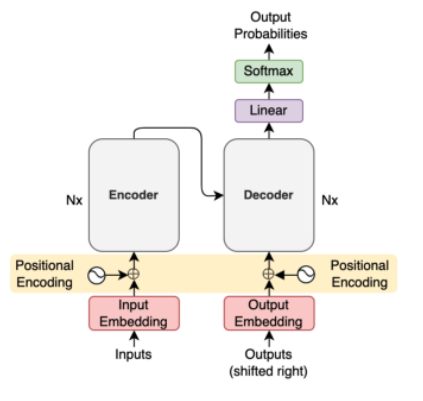 Output
Probabilities
Softmax
Linear
Encoder
Decoder
Nx
Nx
Positional
Encoding
Positional
Encoding
Input
Embedding
Output
Embedding
Inputs
Outputs
(shifted right)